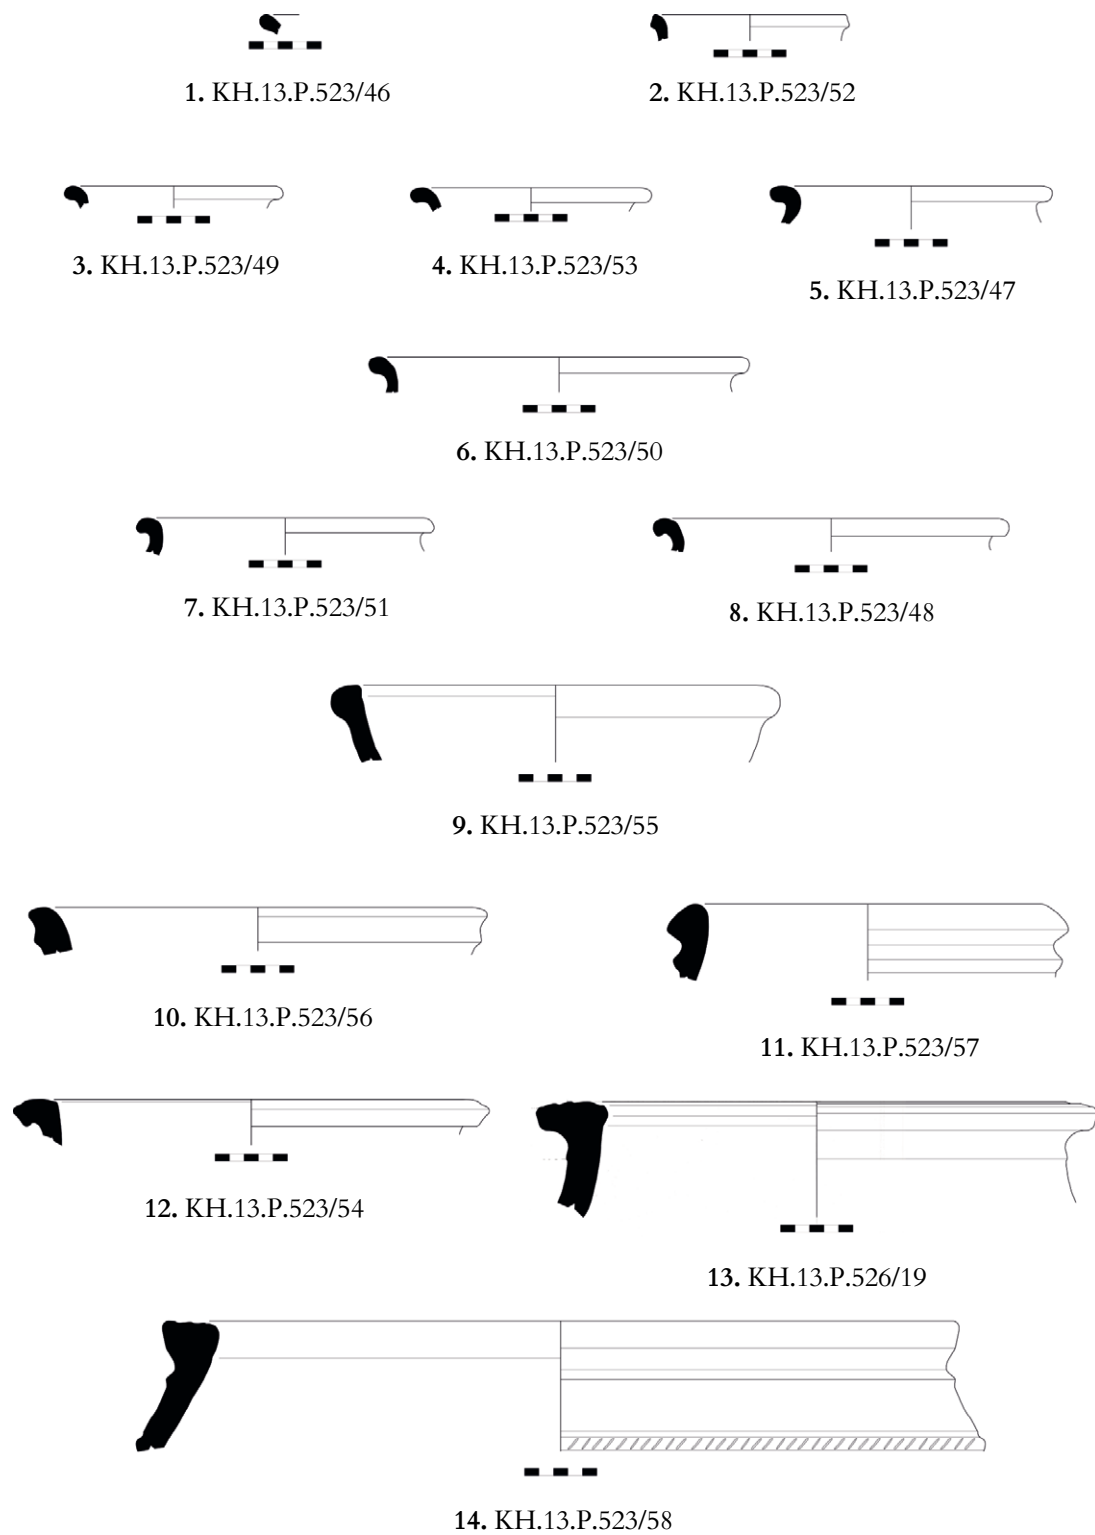 1. KH.13.P.523/46
2. KH.13.P.523/52
3. KH.13.P.523/49
4. KH.13.P.523/53
5. KH.13.P.523/47
6. KH.13.P.523/50
7. KH.13.P.523/51
8. KH.13.P.523/48
9. KH.13.P.523/55
10. KH.13.P.523/56
11. KH.13.P.523/57
12. KH.13.P.523/54
13. KH.13.P.526/19
14. KH.13.P.523/58